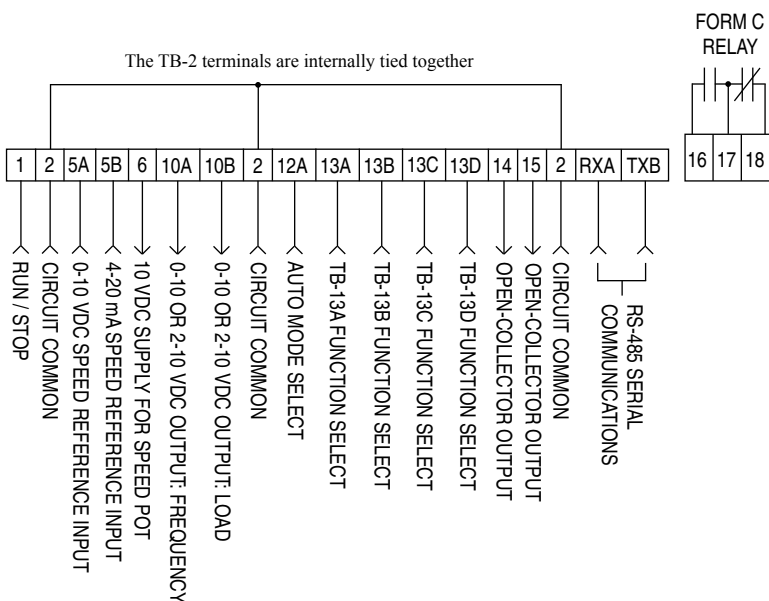 FORM C
RELAY
The TB-2 terminals are internally tied together
1 2 5A 5B 6 10A 10B 2 12A 13A 13B 13C 13D 14 15 2 RXA TXB
16 17 18
RUN / STOP
CIRCUIT COMMON
0-10 VDC SPEED REFERENCE INPUT
4-20 mA SPEED REFERENCE INPUT
10 VDC SUPPLY FOR SPEED POT
0-10 OR 2-10 VDC OUTPUT: FREQUENCY
0-10 OR 2-10 VDC OUTPUT: LOAD
CIRCUIT COMMON
AUTO MODE SELECT
TB-13A FUNCTION SELECT
TB-13B FUNCTION SELECT
TB-13C FUNCTION SELECT
TB-13D FUNCTION SELECT
OPEN-COLLECTOR OUTPUT
OPEN-COLLECTOR OUTPUT
CIRCUIT COMMON
RS-485 SERIAL
COMMUNICATIONS